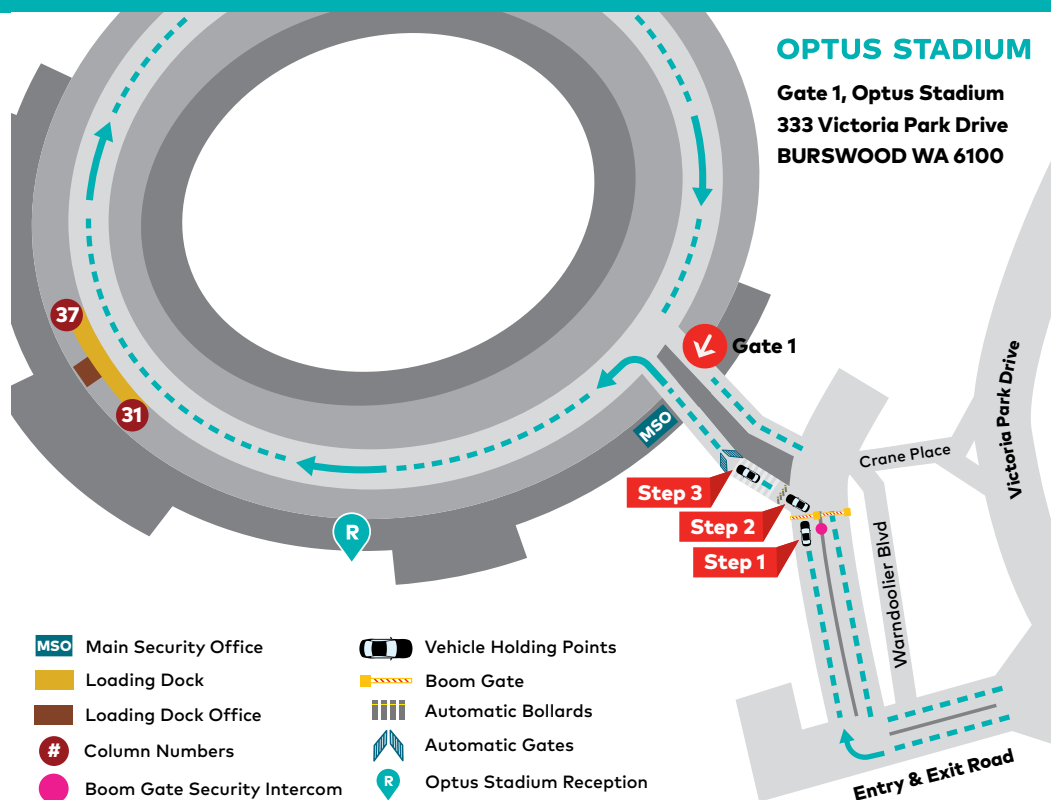 OPTUS STADIUM
Gate 1, Optus Stadium
333 Victoria Park Drive
BURSWOOD WA 6100
37
31
Gate 1
MSO
Victoria Park Drive
Crane Place
Step 3
Step 2
Step 1
R
Warndoolier Blvd
Entry & Exit Road
MSO Main Security Office
Loading Dock
Loading Dock Office
# Column Numbers
Boom Gate Security Intercom
Vehicle Holding Points
Boom Gate
Automatic Bollards
Automatic Gates
R Optus Stadium Reception